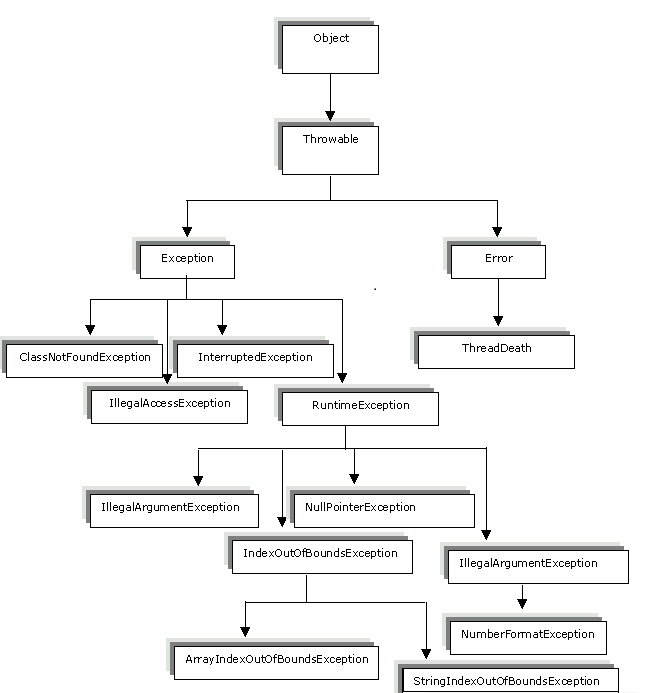 Object
Throwable
Exception
Error
ClassNotFoundException
InterruptedException
ThreadDeath
IllegalAccessException
RuntimeException
IllegalArgumentException
NullPointerException
IndexOutOfBoundsException
IllegalArgumentException
NumberFormatException
ArrayIndexOutOfBoundsException
StringIndexOutOfBoundsException